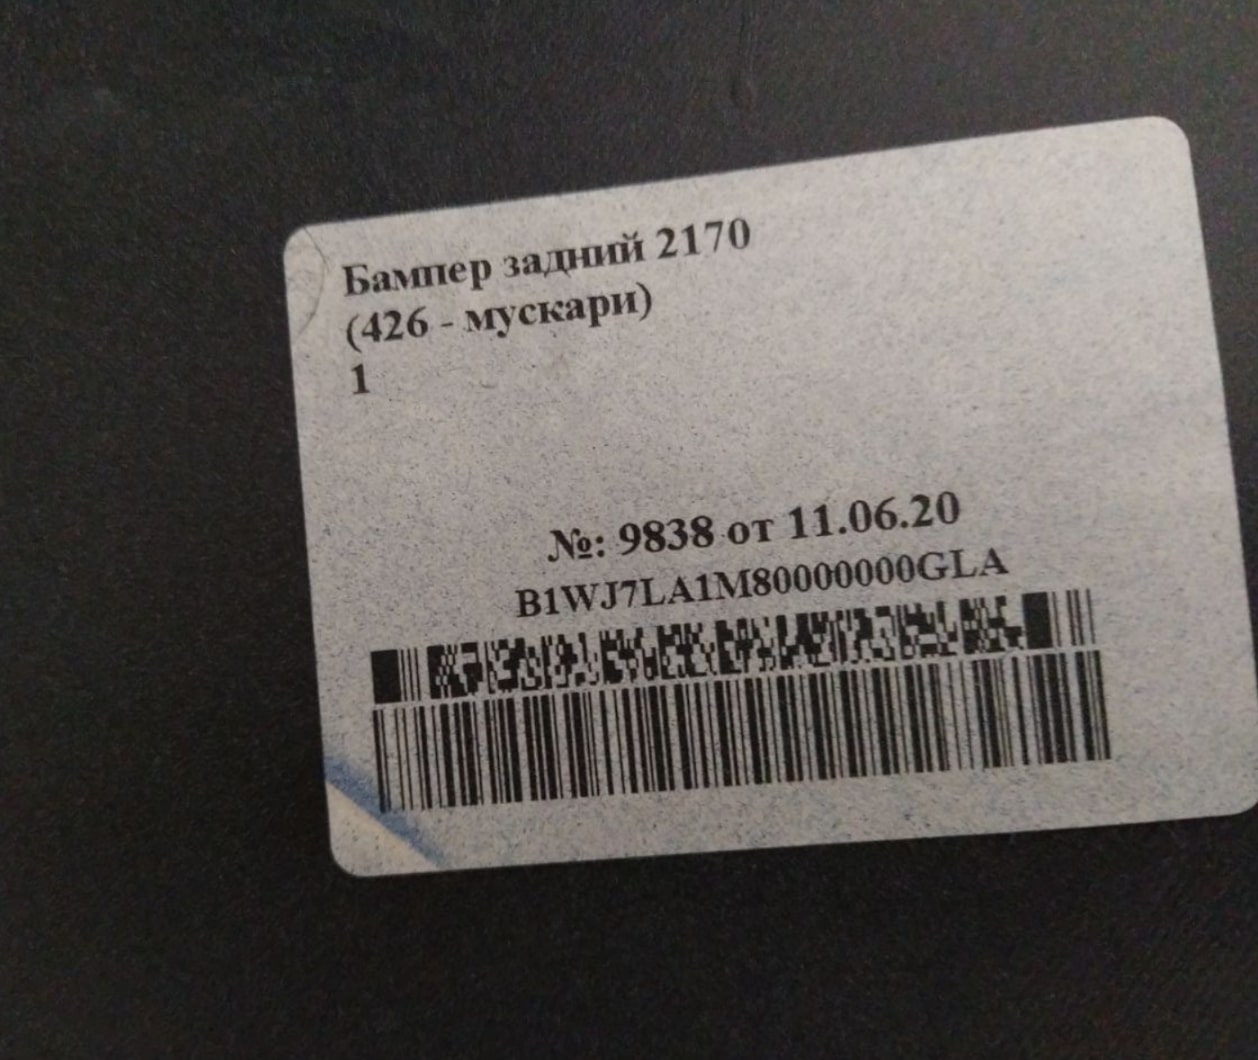 Бампер задний 2170
(426 - мускари)
1
№: 9838 от 11.06.20
B1WJ7LA1M80000000GLA